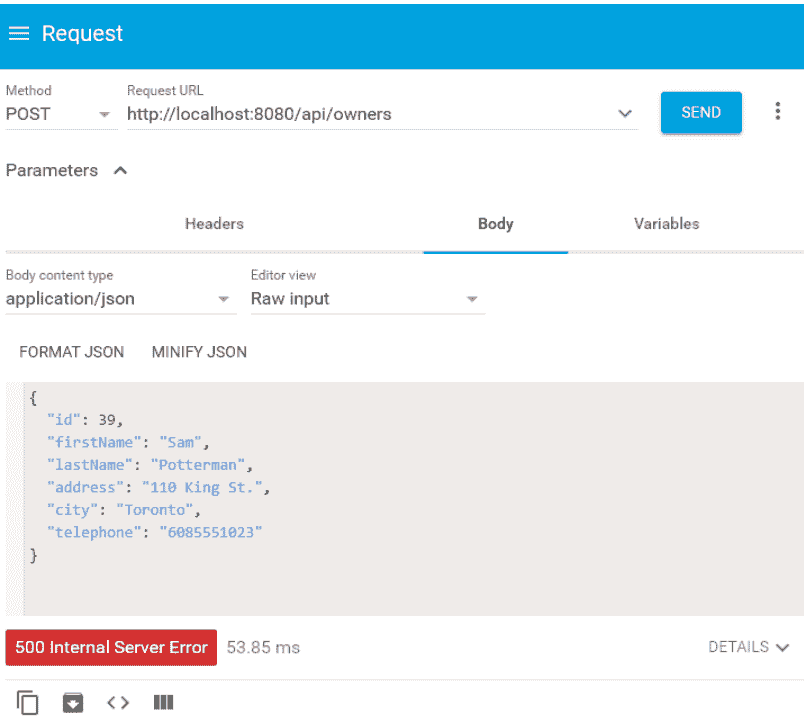 Request
Method
Request URL
POST
http://localhost:8080/api/owners
SEND
Parameters
Headers
Body
Variables
Body content type
Editor view
application/json
Raw input
FORMAT JSON
MINIFY JSON
{
"id": 39,
"firstName": "Sam",
"lastName": "Potterman",
"address": "110 King St.",
"city": "Toronto",
"telephone": "6085551023"
}
500 Internal Server Error
53.85 ms
DETAILS